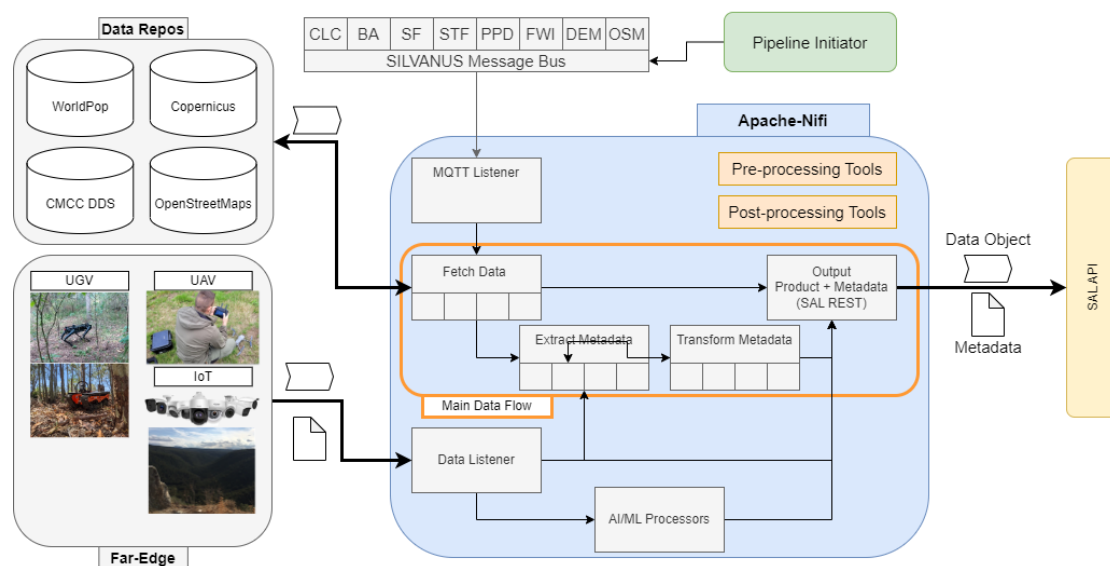 Data Repos
WorldPop
Copernicus
CMCC DDS
OpenStreetMaps
CLC BA SF STF PPD FWI DEM OSM
SILVANUS Message Bus
Pipeline Initiator
Apache-Nifi
MQTT Listener
Pre-processing Tools
Post-processing Tools
Fetch Data
Output
Product + Metadata
(SAL REST)
Extract Metadata
Transform Metadata
Main Data Flow
Data Listener
AI/ML Processors
Data Object
Metadata
SAL API
UGV
UAV
IoT
Far-Edge